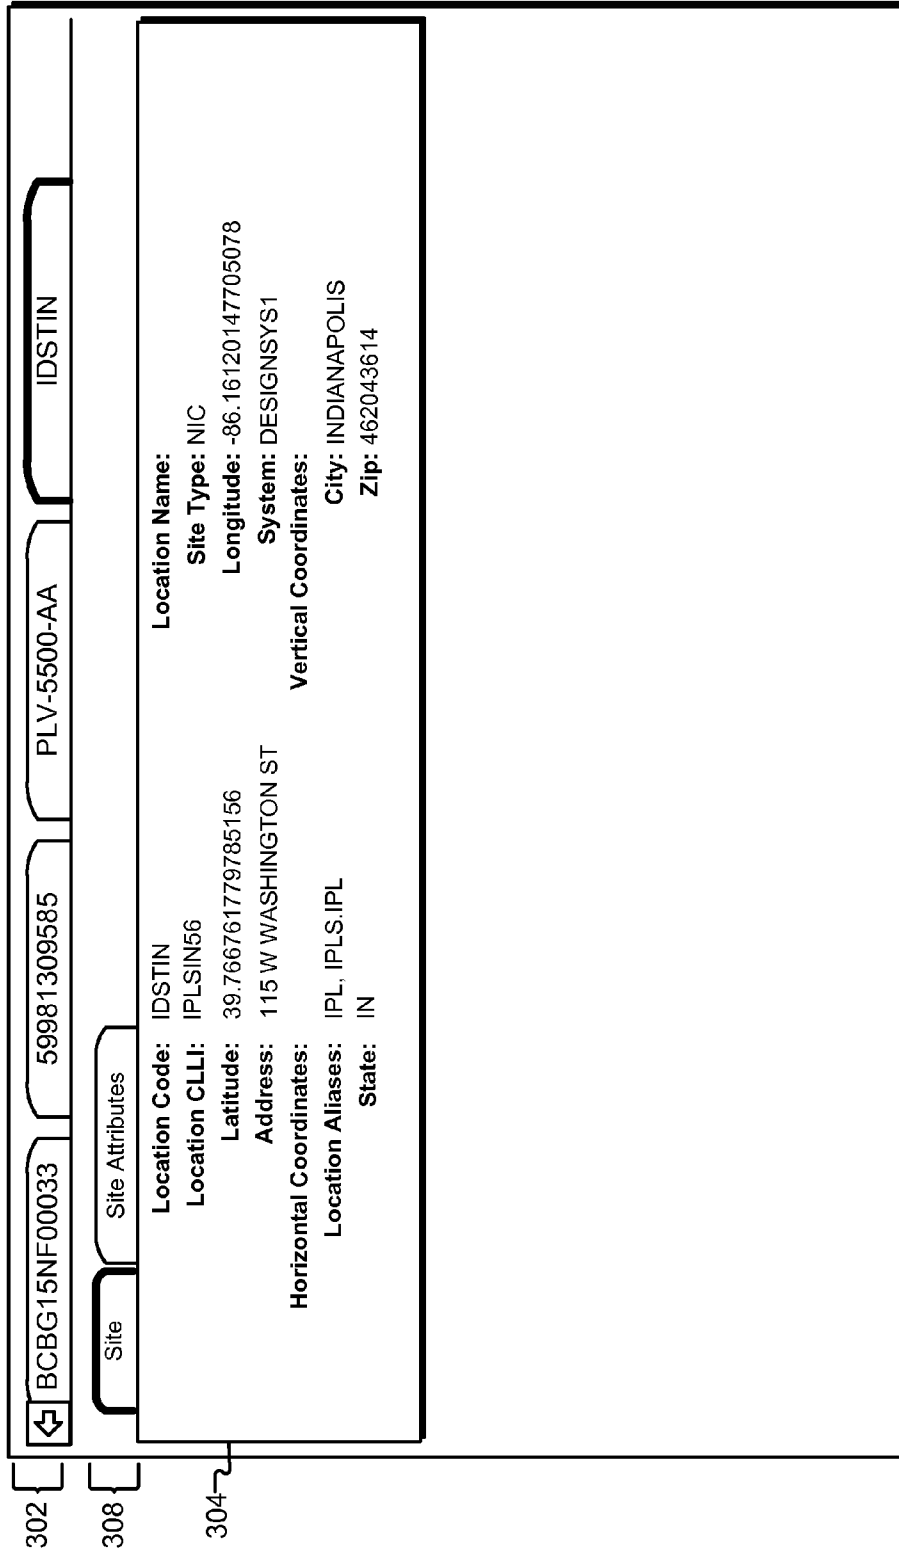 302
BCBG15NF00033 59981309585 PLV-5500-AA IDSTIN
308
Site Site Attributes
304
Location Code: IDSTIN Location Name:
Location CLLI: IPLSIN56 Site Type: NIC
Latitude: 39.766761779785156 Longitude: -86.16120147705078
Address: 115 W WASHINGTON ST System: DESIGNSYS1
Horizontal Coordinates: Vertical Coordinates:
Location Aliases: IPL, IPLS.IPL City: INDIANAPOLIS
State: IN Zip: 462043614